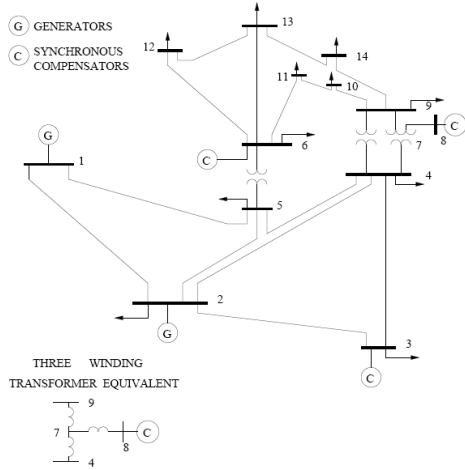 G GENERATORS
C SYNCHRONOUS
COMPENSATORS
13
12
14
11
10
9
C
8
7
C
6
G
1
4
5
2
G
3
C
THREE WINDING
TRANSFORMER EQUIVALENT
9
7
C
8
4